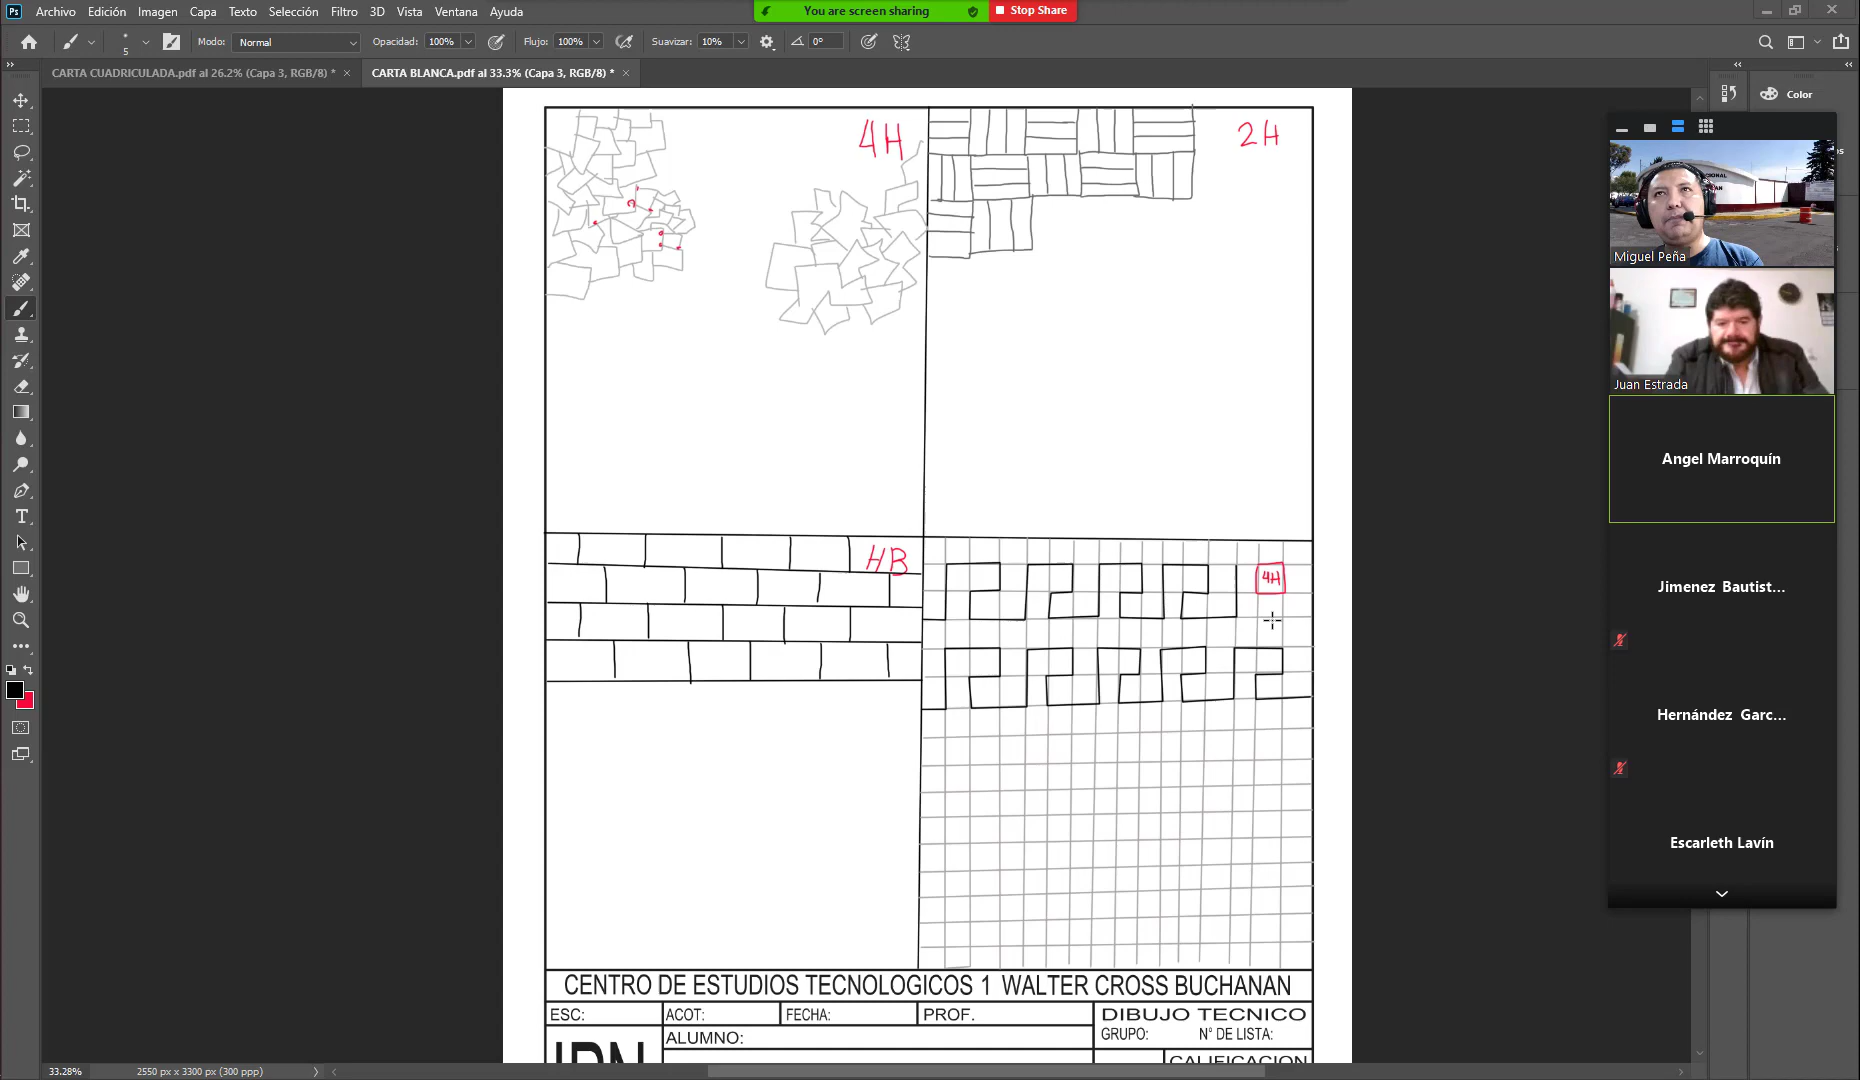 Ps Archivo Edición Imagen Capa Texto Selección Filtro 3D Vista Ventana Ayuda
You are screen sharing Stop Share
5 Modo: Normal Opacidad: 100% Flujo: 100% Suavizar: 10% 0°
CARTA CUADRICULADA.pdf al 26.2% (Capa 3, RGB/8) * × CARTA BLANCA.pdf al 33.3% (Capa 3, RGB/8) * ×
Color
4H
2H
Miguel Peña
Juan Estrada
Angel Marroquín
HB
4H
Jimenez Bautist...
Hernández Garc...
Escarleth Lavín
CENTRO DE ESTUDIOS TECNOLOGICOS 1 WALTER CROSS BUCHANAN
ESC: ACOT: FECHA: PROF. DIBUJO TECNICO
ALUMNO: GRUPO: N° DE LISTA:
IPN CALIFICACION
33.28% 2550 px x 3300 px (300 ppp)